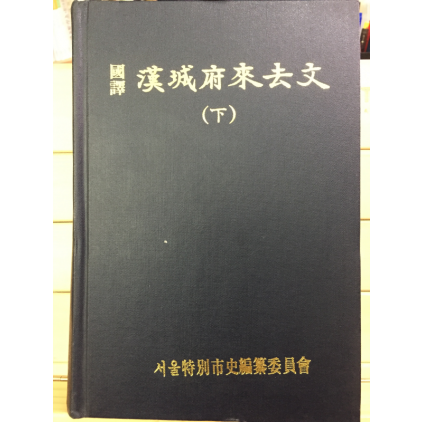 國譯 漢城府來去文
(下)
서울特別市史編纂委員會